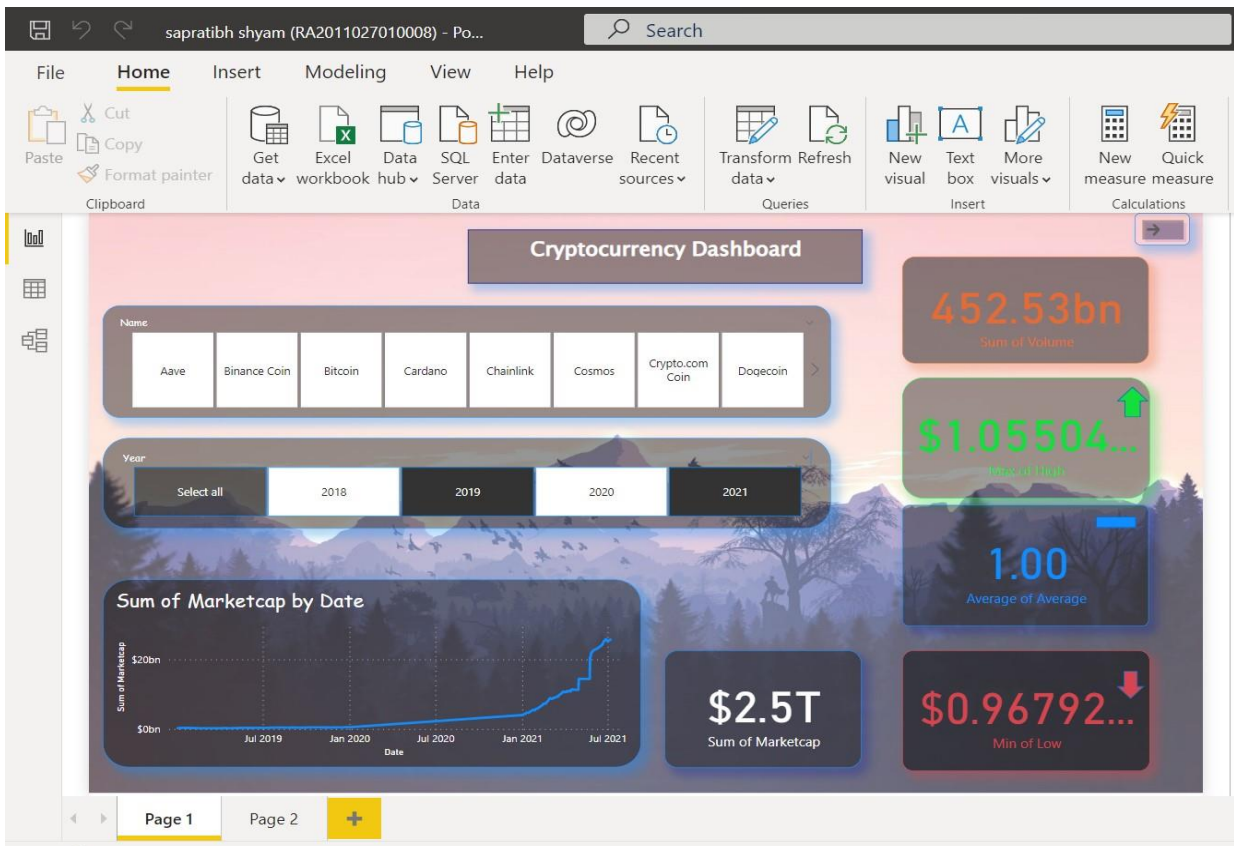 sapratibh shyam (RA2011027010008) - Po...
Search
File Home Insert Modeling View Help
Paste
Cut
Copy
Format painter
Clipboard
Get data
Excel workbook
Data hub
SQL Server
Enter data
Dataverse
Recent sources
Data
Transform data
Refresh
Queries
New visual
Text box
More visuals
Insert
New measure
Quick measure
Calculations
Cryptocurrency Dashboard
Name
Aave
Binance Coin
Bitcoin
Cardano
Chainlink
Cosmos
Crypto.com
Coin
Dogecoin
Year
Select all
2018
2019
2020
2021
Sum of Marketcap by Date
Sum of Marketcap
$20bn
$0bn
Jul 2019
Jan 2020
Jul 2020
Jan 2021
Jul 2021
Date
$2.5T
Sum of Marketcap
452.53bn
Sum of Volume
$1.05504...
Max of High
1.00
Average of Average
$0.96792...
Min of Low
Page 1
Page 2